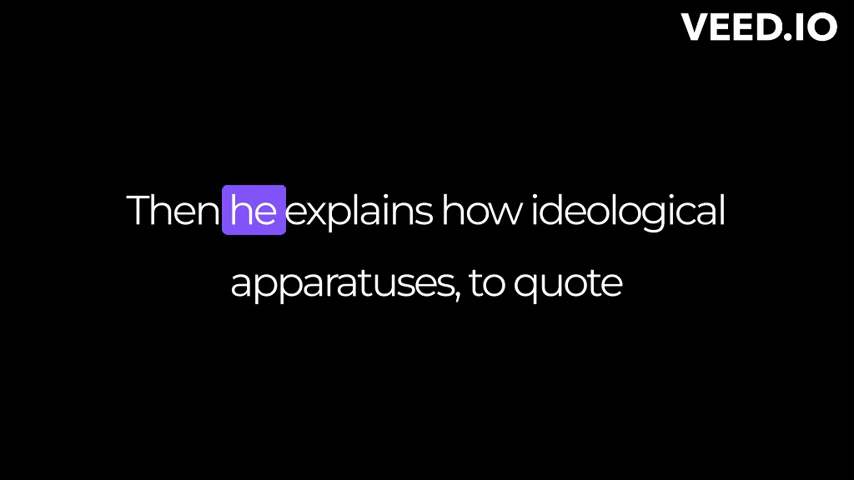 VEED.IO
Then he explains how ideological
apparatuses, to quote